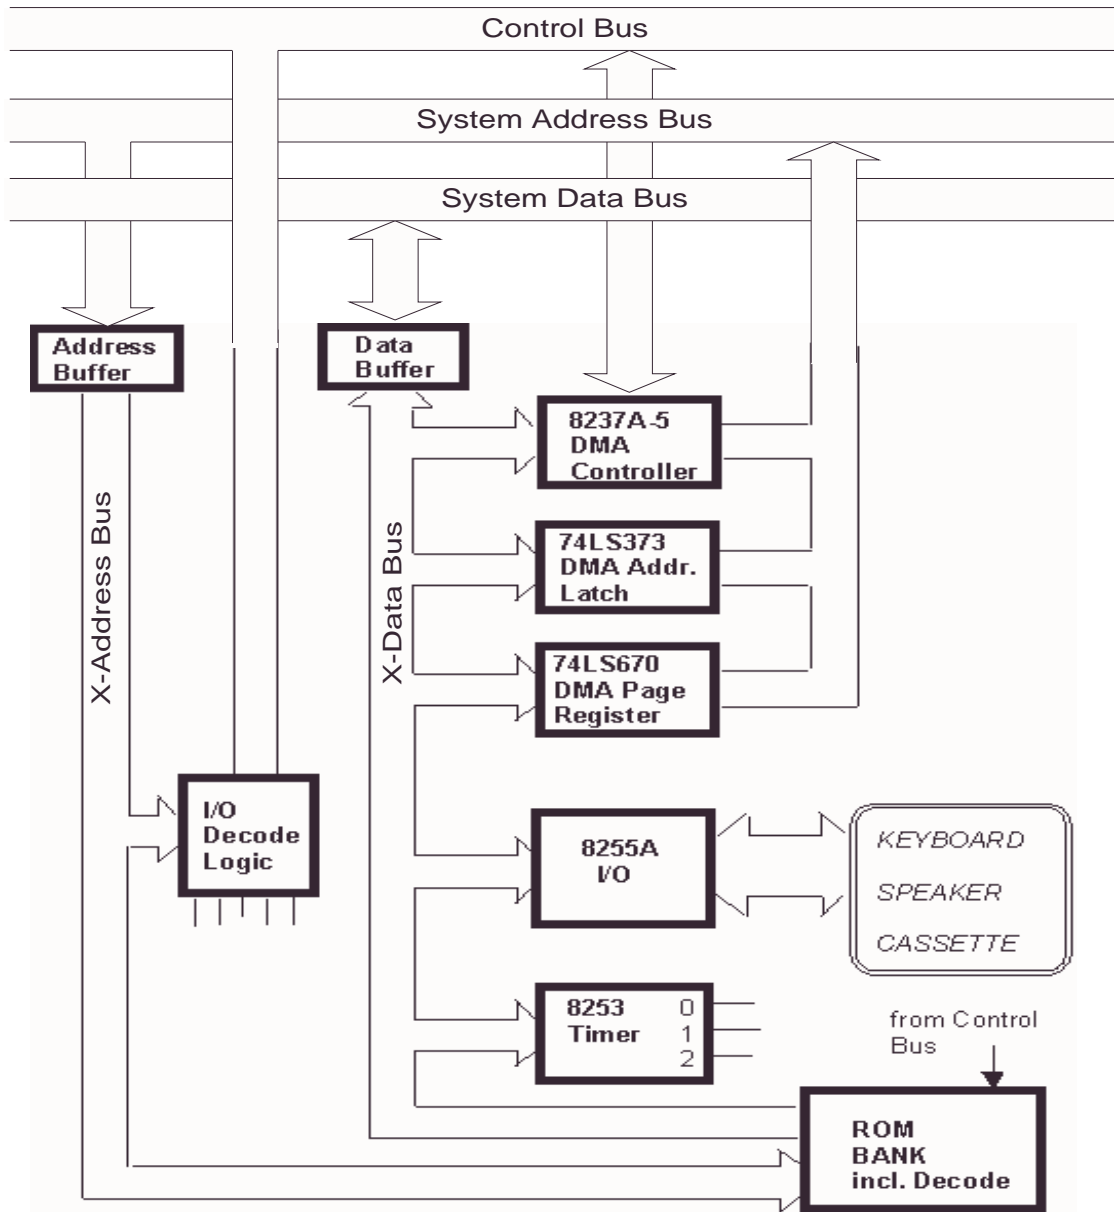 Control Bus
System Address Bus
System Data Bus
Address
Buffer
Data
Buffer
8237A-5
DMA
Controller
X-Address Bus
X-Data Bus
74LS373
DMA Addr.
Latch
74LS670
DMA Page
Register
I/O
Decode
Logic
8255A
I/O
KEYBOARD
SPEAKER
CASSETTE
8253 0
Timer 1
2
from Control
Bus
ROM
BANK
incl. Decode